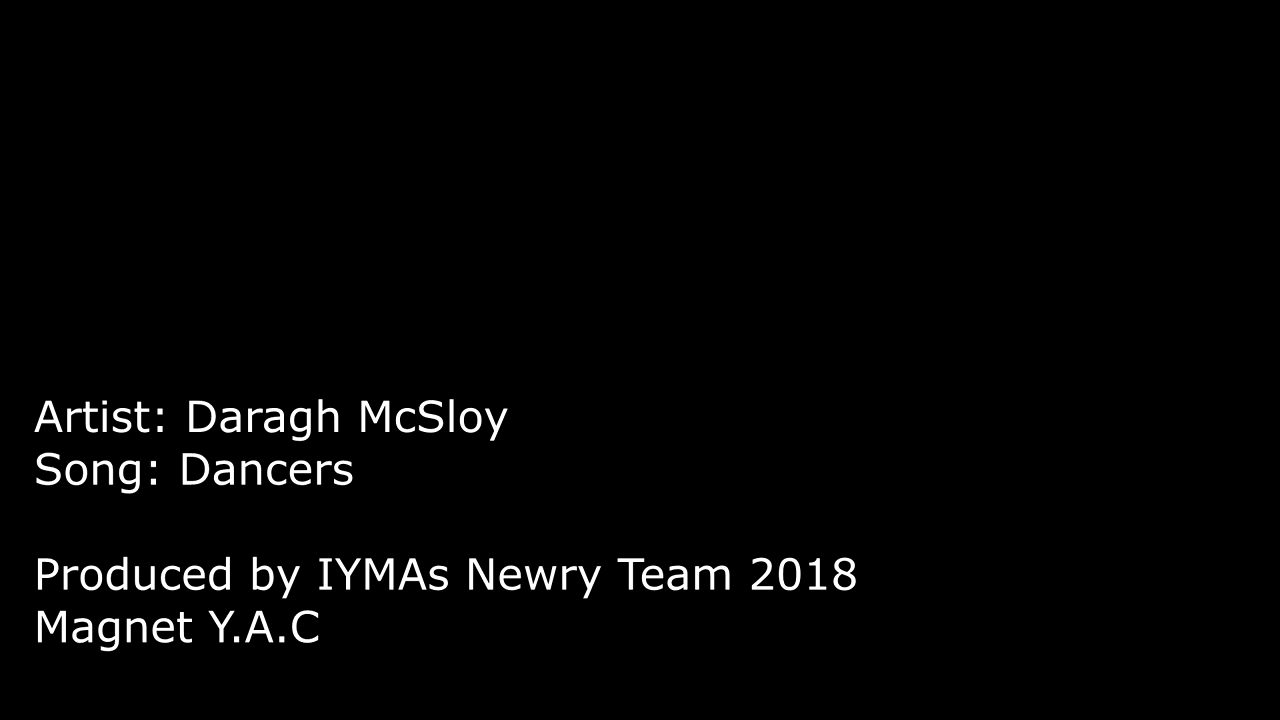 Artist: Daragh McSloy
Song: Dancers
Produced by IYMAs Newry Team 2018
Magnet Y.A.C